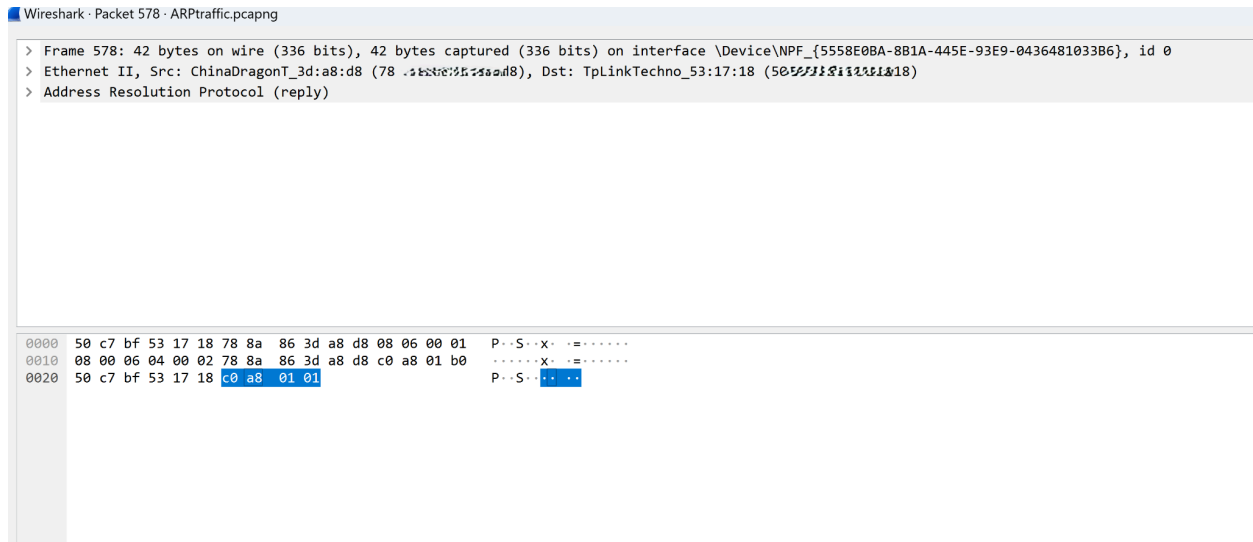 Wireshark · Packet 578 · ARPtraffic.pcapng
> Frame 578: 42 bytes on wire (336 bits), 42 bytes captured (336 bits) on interface \Device\NPF_{5558E0BA-8B1A-445E-93E9-0436481033B6}, id 0
> Ethernet II, Src: ChinaDragonT_3d:a8:d8 (78 d8), Dst: TpLinkTechno_53:17:18 (50 18)
> Address Resolution Protocol (reply)
0000 50 c7 bf 53 17 18 78 8a 86 3d a8 d8 08 06 00 01 P··S··x· ·=······
0010 08 00 06 04 00 02 78 8a 86 3d a8 d8 c0 a8 01 b0 ······x· ·=······
0020 50 c7 bf 53 17 18 c0 a8 01 01 P··S···· ··